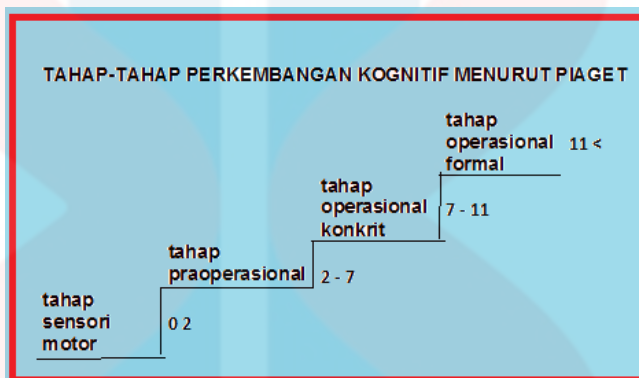 TAHAP-TAHAP PERKEMBANGAN KOGNITIF MENURUT PIAGET
tahap
operasional
formal
11 <
tahap
operasional
konkrit
7 - 11
tahap
praoperasional
2 - 7
tahap
sensori
motor
0 2